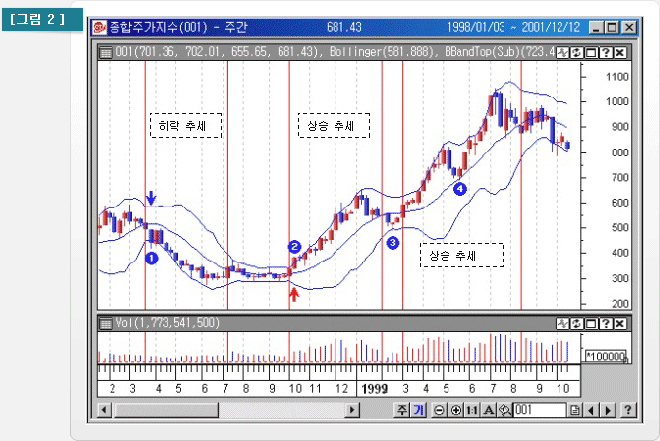 [그림 2 ]
종합주가지수(001) - 주간 681.43 1998/01/03 ~ 2001/12/12
001(701.36, 702.01, 655.65, 681.43), Bollinger(581.888), BBandTop(Sub)(723.4
하락 추세
상승 추세
1100
1000
900
000
700
600
500
400
300
200
1
2
3
4
상승 추세
Vol(1,773,541,500)
*100000
2 3 4 5 6 7 8 9 10 11 12 1999 3 4 5 6 7 8 9 10
주 기 1:1 A 001 ?